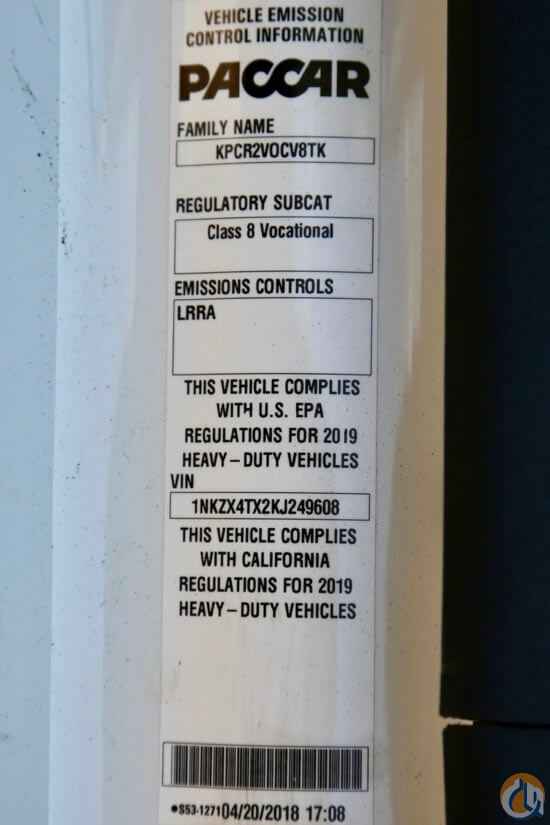 VEHICLE EMISSION
CONTROL INFORMATION
PACCAR
FAMILY NAME
KPCR2VOCV8TK
REGULATORY SUBCAT
Class 8 Vocational
EMISSIONS CONTROLS
LRRA
THIS VEHICLE COMPLIES
WITH U.S. EPA
REGULATIONS FOR 2019
HEAVY-DUTY VEHICLES
VIN
1NKZX4TX2KJ249608
THIS VEHICLE COMPLIES
WITH CALIFORNIA
REGULATIONS FOR 2019
HEAVY-DUTY VEHICLES
•S53-1271 04/20/2018 17:08